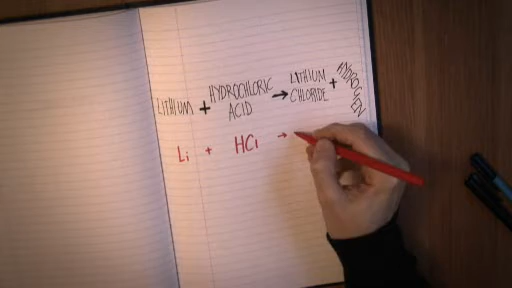 LITHIUM + HYDROCHLORIC ACID → LITHIUM CHLORIDE + HYDROGEN
Li + HCl →